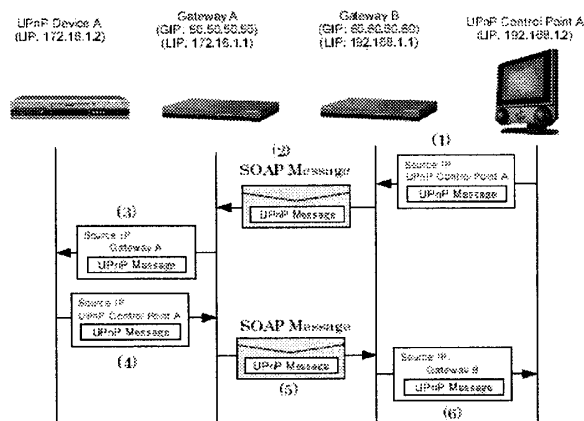 UPnP Device A
(LIP: 172.16.1.2)
Gateway A
(GIP: 50.50.50.50)
(LIP: 172.16.1.1)
Gateway B
(GIP: 60.60.60.60)
(LIP: 192.168.1.1)
UPnP Control Point A
(LIP: 192.168.1.2)
(1)
Source IP:
UPnP Control Point A
UPnP Message
(2)
SOAP Message
UPnP Message
(3)
Source IP:
Gateway A
UPnP Message
Source IP:
UPnP Control Point A
UPnP Message
(4)
SOAP Message
UPnP Message
(5)
Source IP:
Gateway B
UPnP Message
(6)